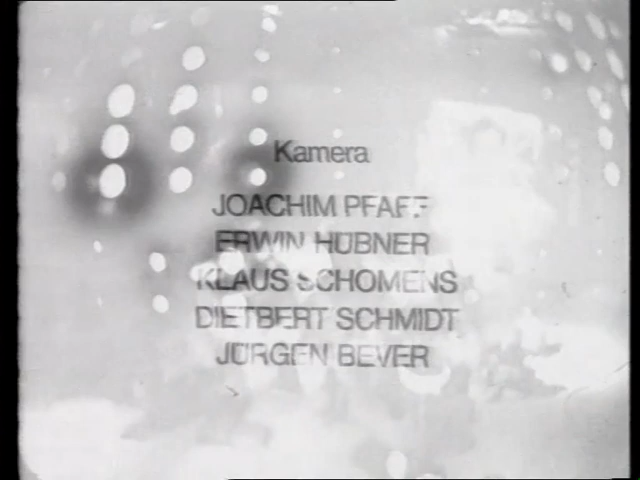 Kamera
JOACHIM PFAFF
ERWIN HÜBNER
KLAUS SCHOMENS
DIETBERT SCHMIDT
JÜRGEN BEVER